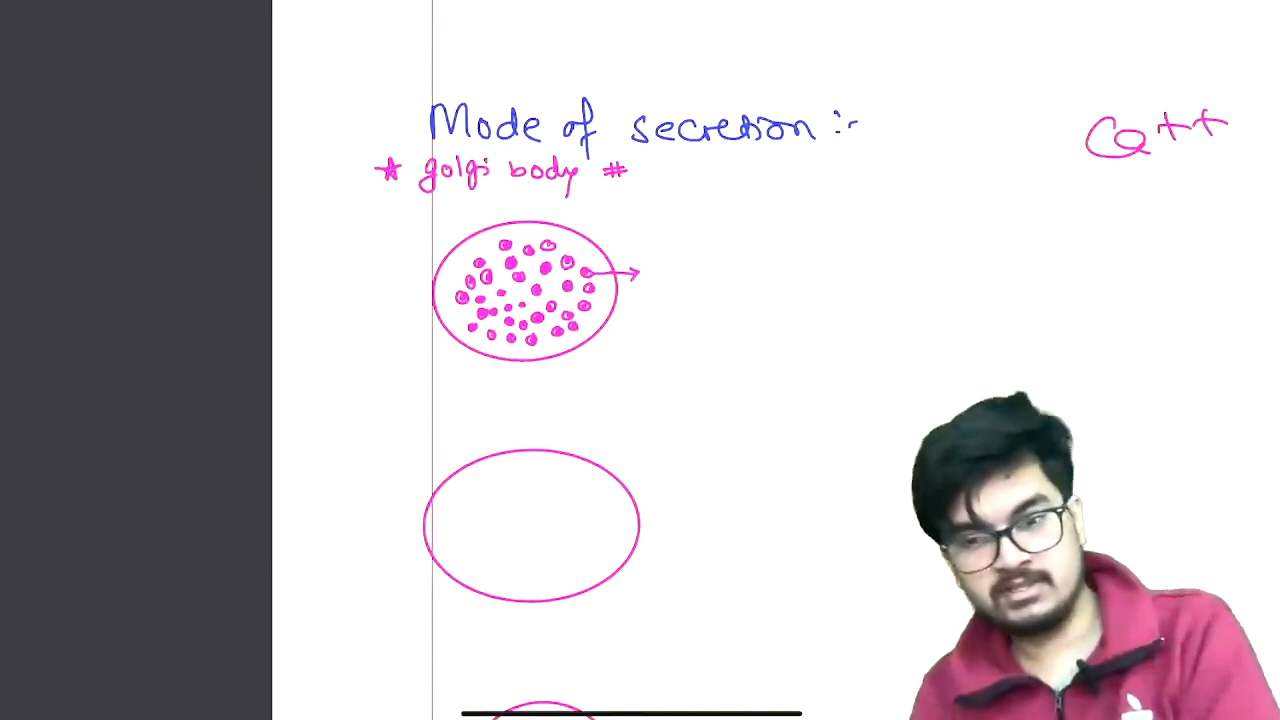 Mode of secretion :-
Ca++
* golgi body #